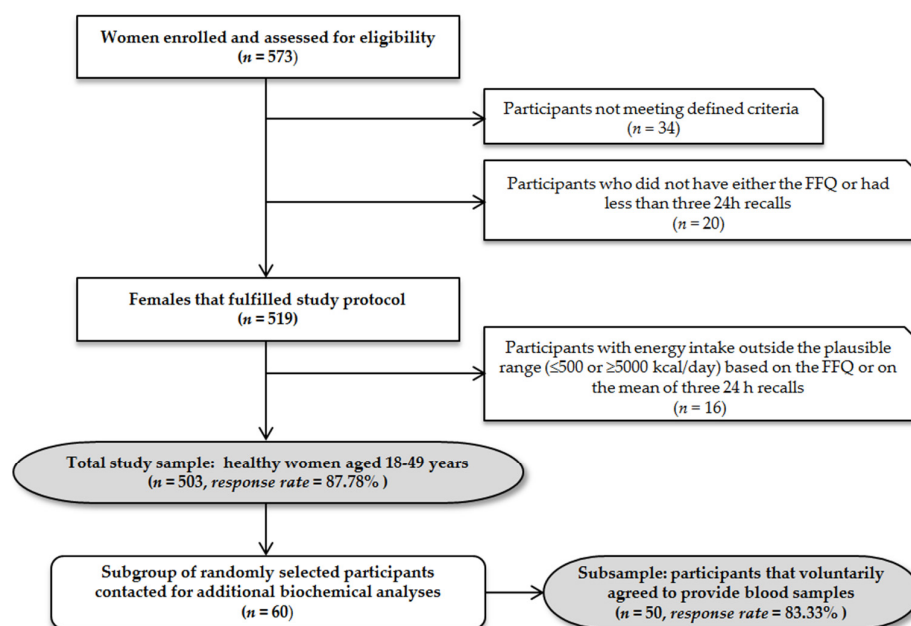 Women enrolled and assessed for eligibility
(n = 573)
Participants not meeting defined criteria
(n = 34)
Participants who did not have either the FFQ or had
less than three 24h recalls
(n = 20)
Females that fulfilled study protocol
(n = 519)
Participants with energy intake outside the plausible
range (≤500 or ≥5000 kcal/day) based on the FFQ or on
the mean of three 24 h recalls
(n = 16)
Total study sample: healthy women aged 18-49 years
(n = 503, response rate = 87.78% )
Subgroup of randomly selected participants
contacted for additional biochemical analyses
(n = 60)
Subsample: participants that voluntarily
agreed to provide blood samples
(n = 50, response rate = 83.33% )